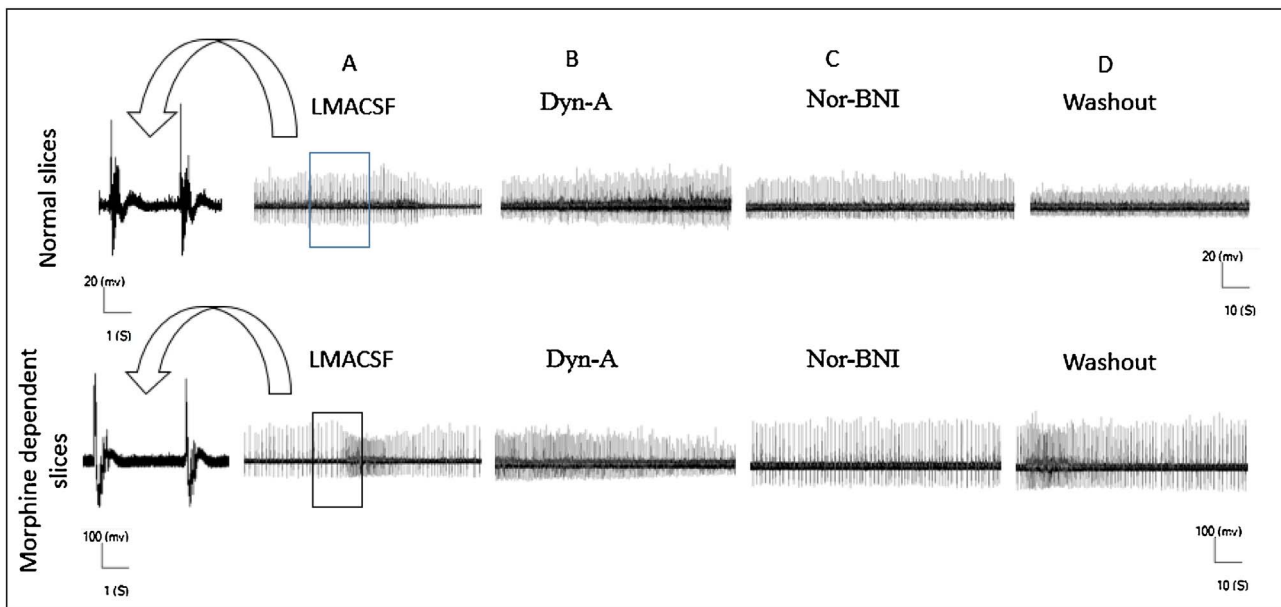 A B C D
LMACSF Dyn-A Nor-BNI Washout
Normal slices
20 (mv)
1 (S)
20 (mv)
10 (S)
LMACSF Dyn-A Nor-BNI Washout
Morphine dependent
slices
100 (mv)
1 (S)
100 (mv)
10 (S)